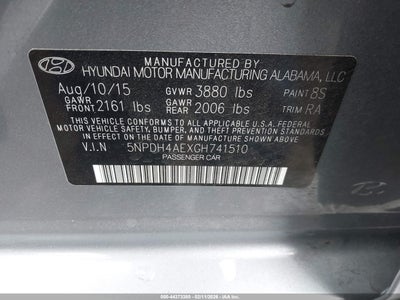 MFD. BY
HYUNDAI MOTOR MANUFACTURING ALABAMA, LLC
Aug/10/15 GVWR 3880 lbs PAINT 8S
GAWR FRONT 2161 lbs GAWR REAR 2006 lbs TRIM RA
THIS VEHICLE CONFORMS TO ALL APPLICABLE U.S.A. FEDERAL
MOTOR VEHICLE SAFETY, BUMPER, AND THEFT PREVENTION STANDARDS
IN EFFECT ON THE DATE OF MANUFACTURE SHOWN ABOVE.
V.I.N 5NPDH4AEXGH741510
PASSENGER CAR